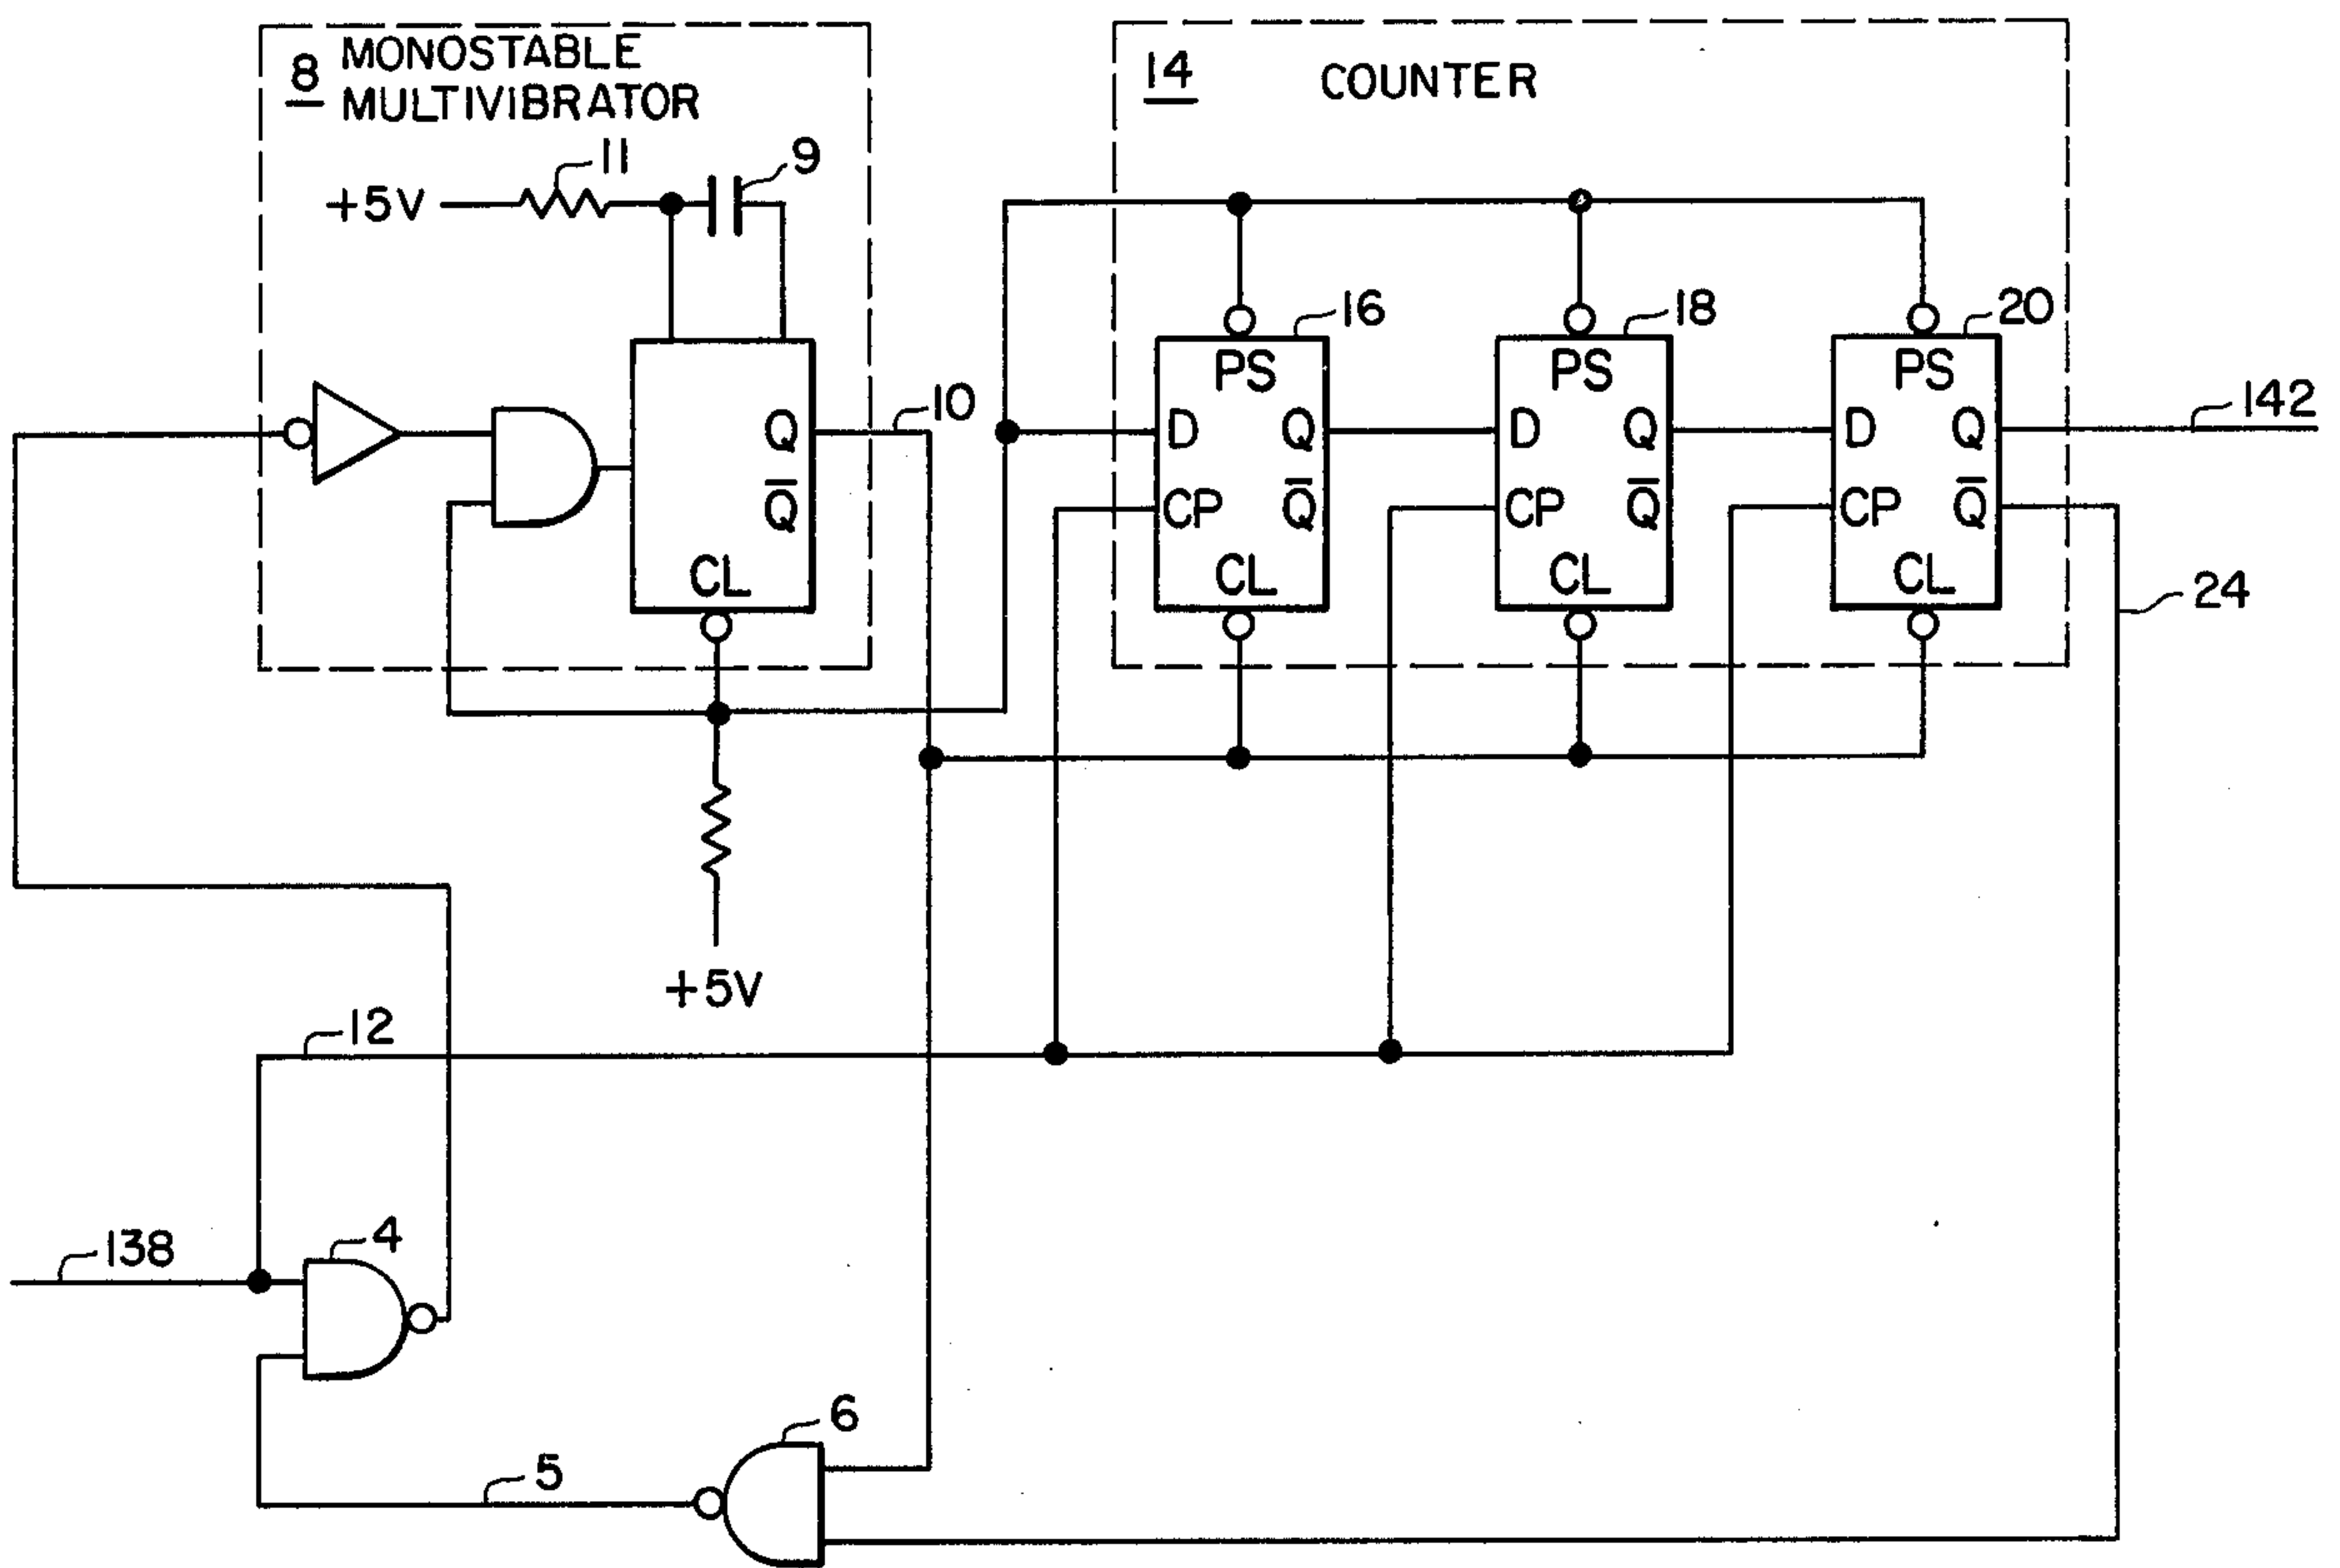 8 MONOSTABLE
MULTIVIBRATOR
14 COUNTER
11
9
+5V
16
18
20
PS
PS
PS
10
142
Q
D Q
D Q
D Q
Q̅
CP Q̅
CP Q̅
CP Q̅
CL
CL
CL
CL
24
+5V
12
138
4
6
5